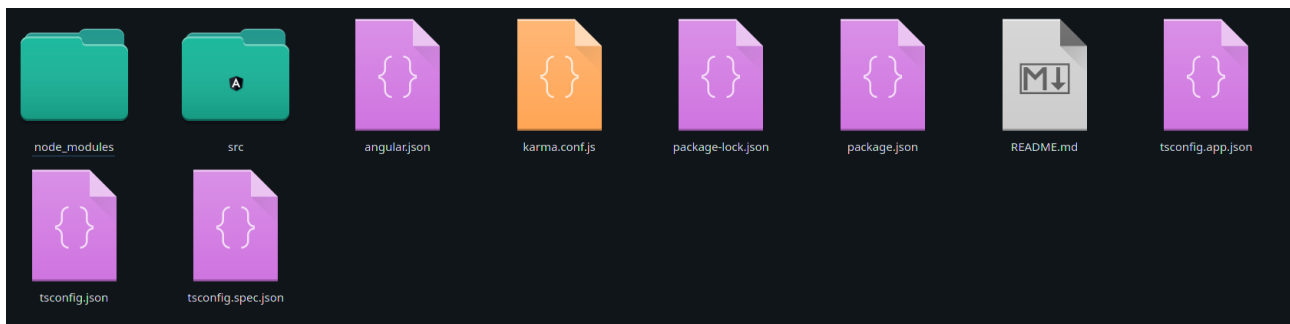 node_modules
src
angular.json
karma.conf.js
package-lock.json
package.json
README.md
tsconfig.app.json
tsconfig.json
tsconfig.spec.json